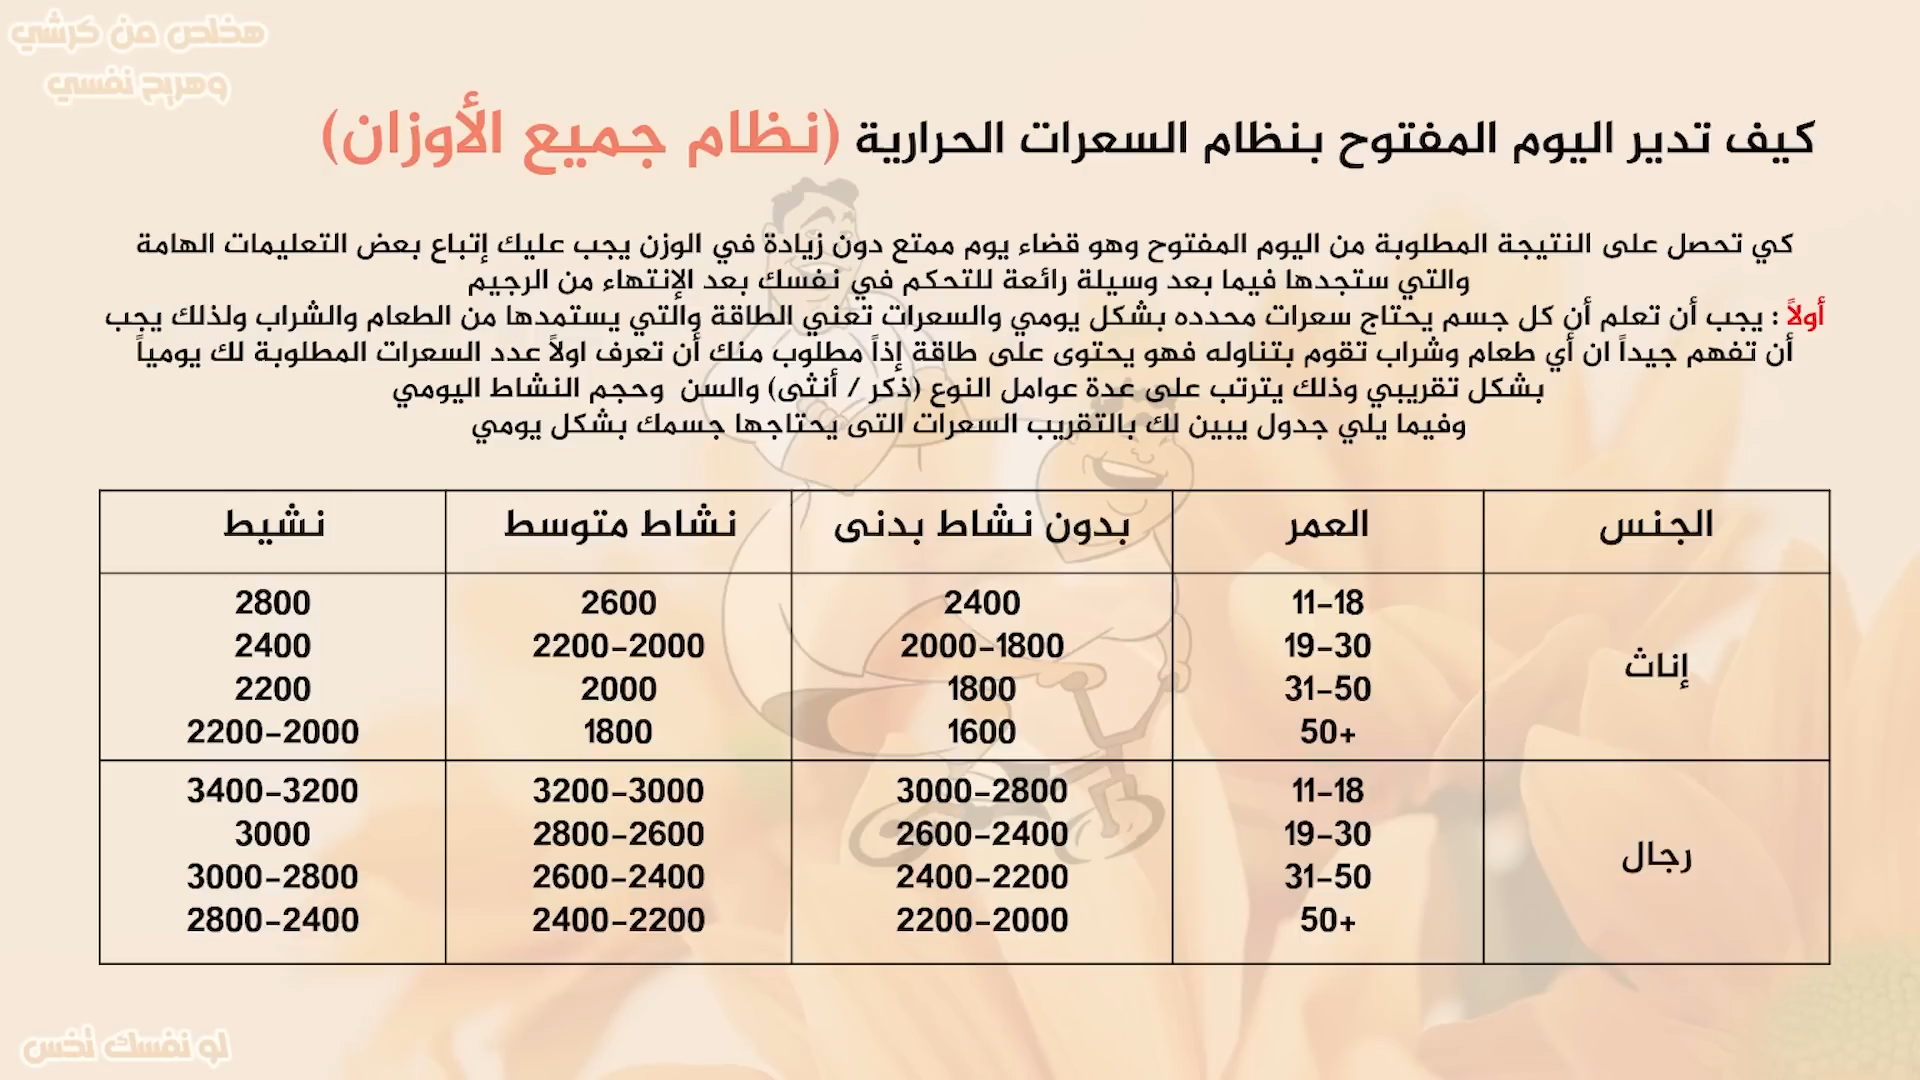 هخلص من كرشي
وهريح نفسي
كيف تدير اليوم المفتوح بنظام السعرات الحرارية (نظام جميع الأوزان)
كي تحصل على النتيجة المطلوبة من اليوم المفتوح وهو قضاء يوم ممتع دون زيادة في الوزن يجب عليك إتباع بعض التعليمات الهامة
والتي ستجدها فيما بعد وسيلة رائعة للتحكم في نفسك بعد الإنتهاء من الرجيم
أولاً : يجب أن تعلم أن كل جسم يحتاج سعرات محدده بشكل يومي والسعرات تعني الطاقة والتي يستمدها من الطعام والشراب ولذلك يجب
أن تفهم جيداً ان أي طعام وشراب تقوم بتناوله فهو يحتوى على طاقة إذاً مطلوب منك أن تعرف اولاً عدد السعرات المطلوبة لك يومياً
بشكل تقريبي وذلك يترتب على عدة عوامل النوع (ذكر / أنثى) والسن وحجم النشاط اليومي
وفيما يلي جدول يبين لك بالتقريب السعرات التى يحتاجها جسمك بشكل يومي
الجنس العمر بدون نشاط بدنى نشاط متوسط نشيط
إناث
11-18 2400 2600 2800
19-30 2000-1800 2200-2000 2400
31-50 1800 2000 2200
50+ 1600 1800 2200-2000
رجال
11-18 3000-2800 3200-3000 3400-3200
19-30 2600-2400 2800-2600 3000
31-50 2400-2200 2600-2400 3000-2800
50+ 2200-2000 2400-2200 2800-2400
لو نفسك تخس